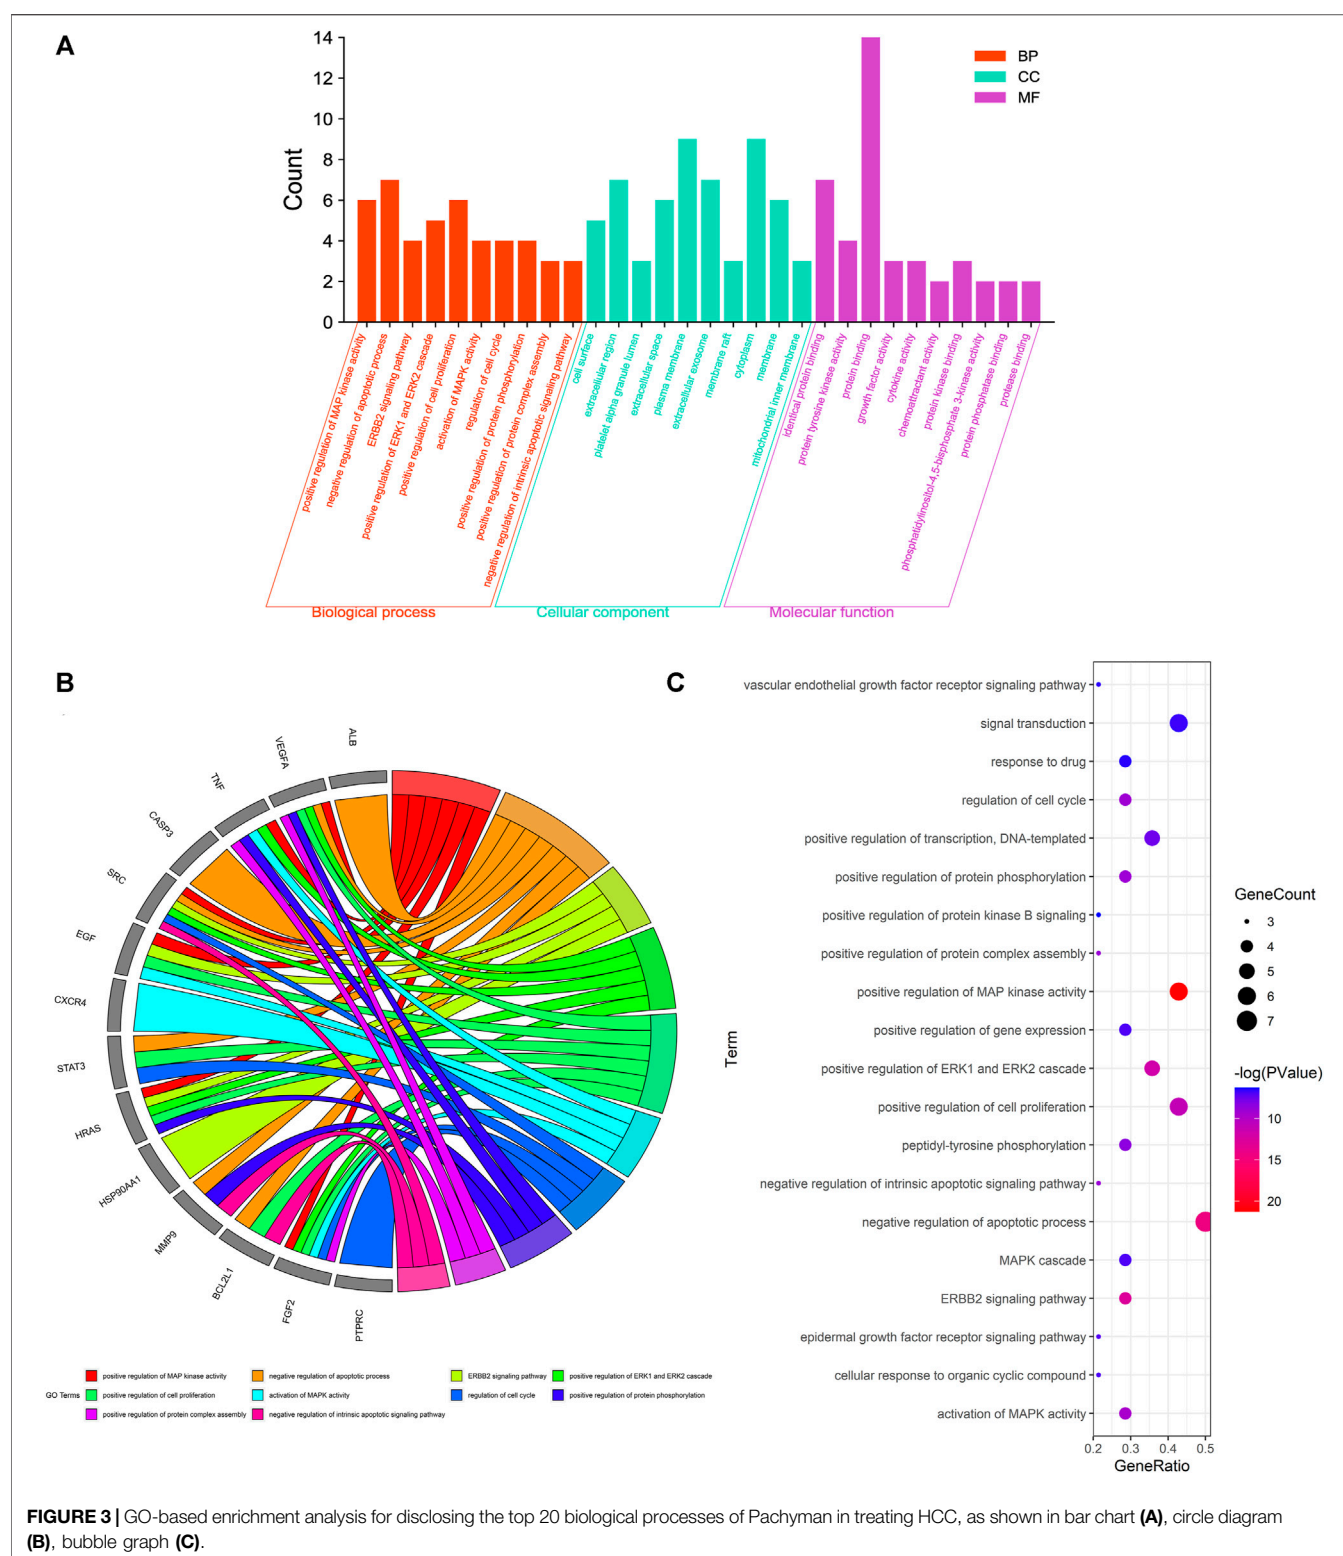 A
Count
14
12
10
8
6
4
2
0
BP
CC
MF
positive regulation of MAP kinase activity
negative regulation of apoptotic process
ERBB2 signaling pathway
positive regulation of ERK1 and ERK2 cascade
positive regulation of cell proliferation
activation of MAPK activity
regulation of cell cycle
positive regulation of protein phosphorylation
positive regulation of protein complex assembly
negative regulation of intrinsic apoptotic signaling pathway
cell surface
extracellular region
platelet alpha granule lumen
extracellular space
plasma membrane
extracellular exosome
membrane raft
cytoplasm
membrane
mitochondrial inner membrane
identical protein binding
protein tyrosine kinase activity
protein binding
growth factor activity
cytokine activity
chemoattractant activity
protein kinase binding
phosphatidylinositol-4,5-bisphosphate 3-kinase activity
protein phosphatase binding
protease binding
Biological process
Cellular component
Molecular function
B
ALB
VEGFA
TNF
CASP3
SRC
EGF
CXCR4
STAT3
HRAS
HSP90AA1
MMP9
BCL2L1
FGF2
PTPRC
GO Terms
positive regulation of MAP kinase activity
negative regulation of apoptotic process
ERBB2 signaling pathway
positive regulation of ERK1 and ERK2 cascade
positive regulation of cell proliferation
activation of MAPK activity
regulation of cell cycle
positive regulation of protein phosphorylation
positive regulation of protein complex assembly
negative regulation of intrinsic apoptotic signaling pathway
C
Term
vascular endothelial growth factor receptor signaling pathway
signal transduction
response to drug
regulation of cell cycle
positive regulation of transcription, DNA-templated
positive regulation of protein phosphorylation
positive regulation of protein kinase B signaling
positive regulation of protein complex assembly
positive regulation of MAP kinase activity
positive regulation of gene expression
positive regulation of ERK1 and ERK2 cascade
positive regulation of cell proliferation
peptidyl-tyrosine phosphorylation
negative regulation of intrinsic apoptotic signaling pathway
negative regulation of apoptotic process
MAPK cascade
ERBB2 signaling pathway
epidermal growth factor receptor signaling pathway
cellular response to organic cyclic compound
activation of MAPK activity
0.2 0.3 0.4 0.5
GeneRatio
GeneCount
3
4
5
6
7
-log(PValue)
10
15
20
FIGURE 3 | GO-based enrichment analysis for disclosing the top 20 biological processes of Pachyman in treating HCC, as shown in bar chart (A), circle diagram
(B), bubble graph (C).